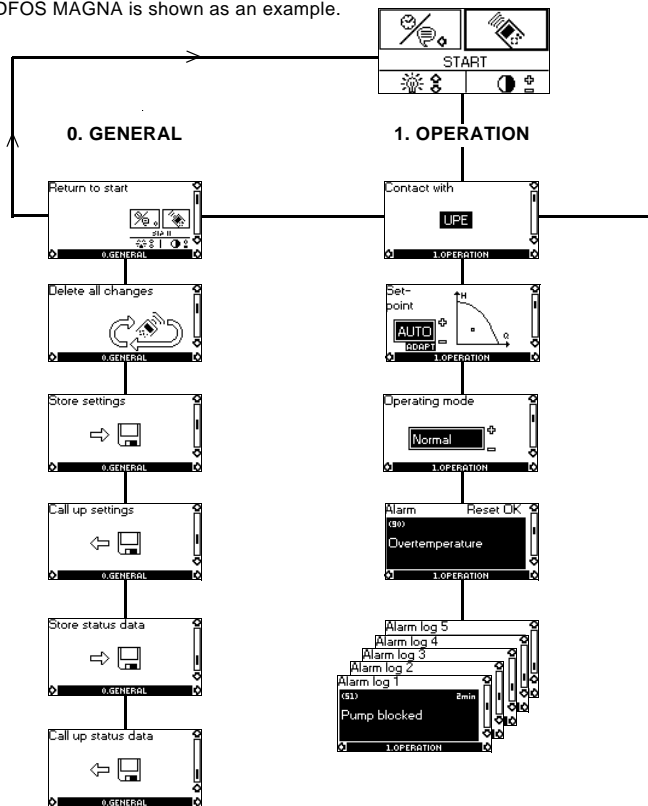 DFOS MAGNA is shown as an example.
START
0. GENERAL
1. OPERATION
Return to start
START
0.GENERAL
Delete all changes
0.GENERAL
Store settings
0.GENERAL
Call up settings
0.GENERAL
Store status data
0.GENERAL
Call up status data
0.GENERAL
Contact with
UPE
1.OPERATION
Set-
point
H
AUTO
ADAPT
Q
1.OPERATION
Operating mode
Normal
1.OPERATION
Alarm Reset OK
(90)
Overtemperature
1.OPERATION
Alarm log 5
Alarm log 4
Alarm log 3
Alarm log 2
Alarm log 1
(51) 2min
Pump blocked
1.OPERATION